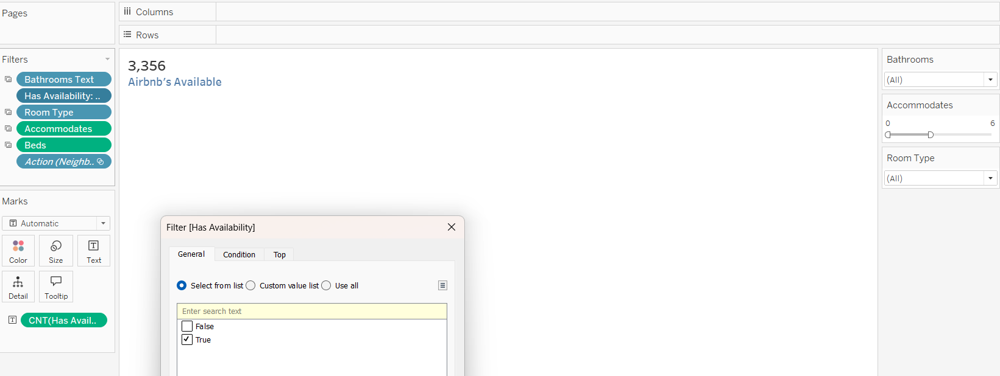 Pages
Columns
Rows
Filters
Bathrooms Text
Has Availability: ..
Room Type
Accommodates
Beds
Action (Neighb..
Marks
Automatic
Color
Size
Text
Detail
Tooltip
CNT(Has Avail..
3,356
Airbnb’s Available
Filter [Has Availability]
General
Condition
Top
Select from list
Custom value list
Use all
Enter search text
False
True
Bathrooms
(All)
Accommodates
0 6
Room Type
(All)